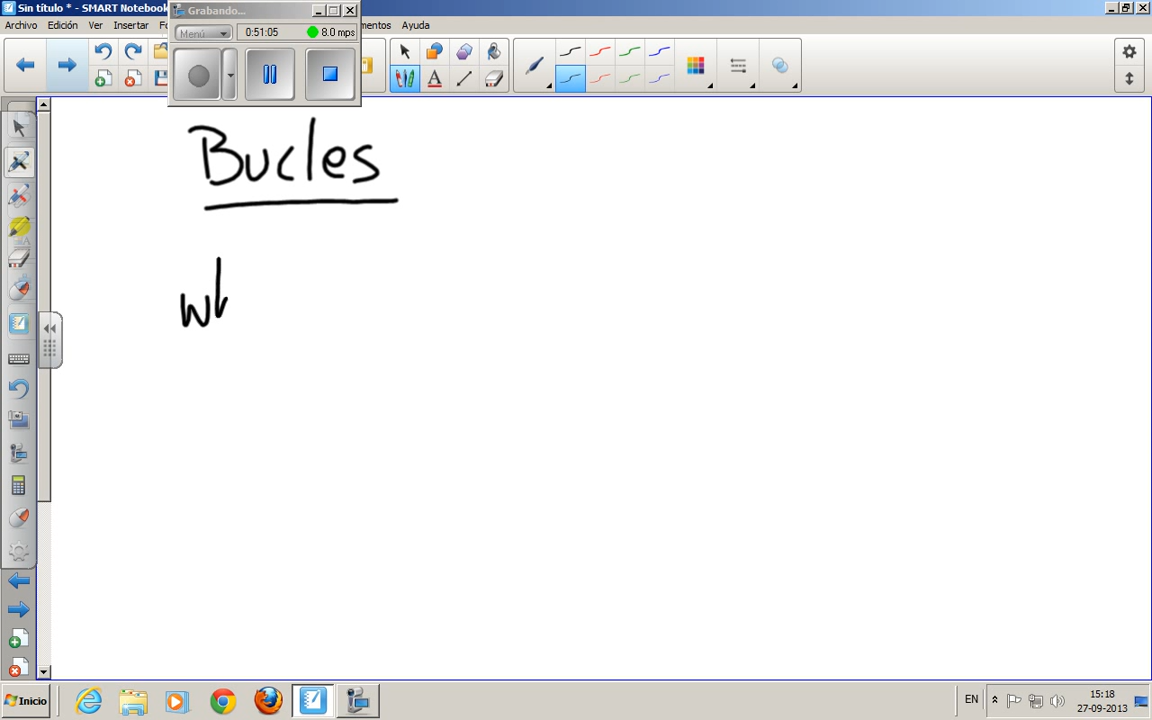 Sin título * - SMART Notebook
Grabando...
Archivo Edición Ver Insertar
Ayuda
Menú 0:51:05 8.0 mps
Bucles
wh
Inicio
EN 15:18
27-09-2013